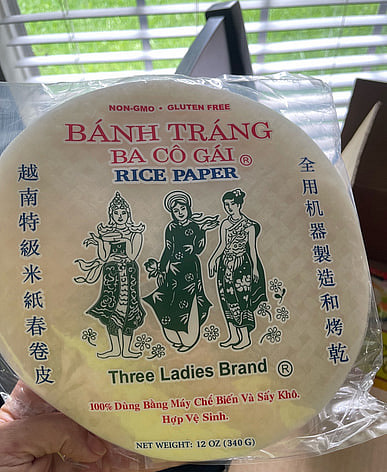 NON-GMO • GLUTEN FREE
BÁNH TRÁNG
BA CÔ GÁI ®
RICE PAPER
越南特級米紙春卷皮
全用机器製造和烤乾
Three Ladies Brand ®
100% Dùng Bằng Máy Chế Biến Và Sấy Khô.
Hợp Vệ Sinh.
NET WEIGHT: 12 OZ (340 G)